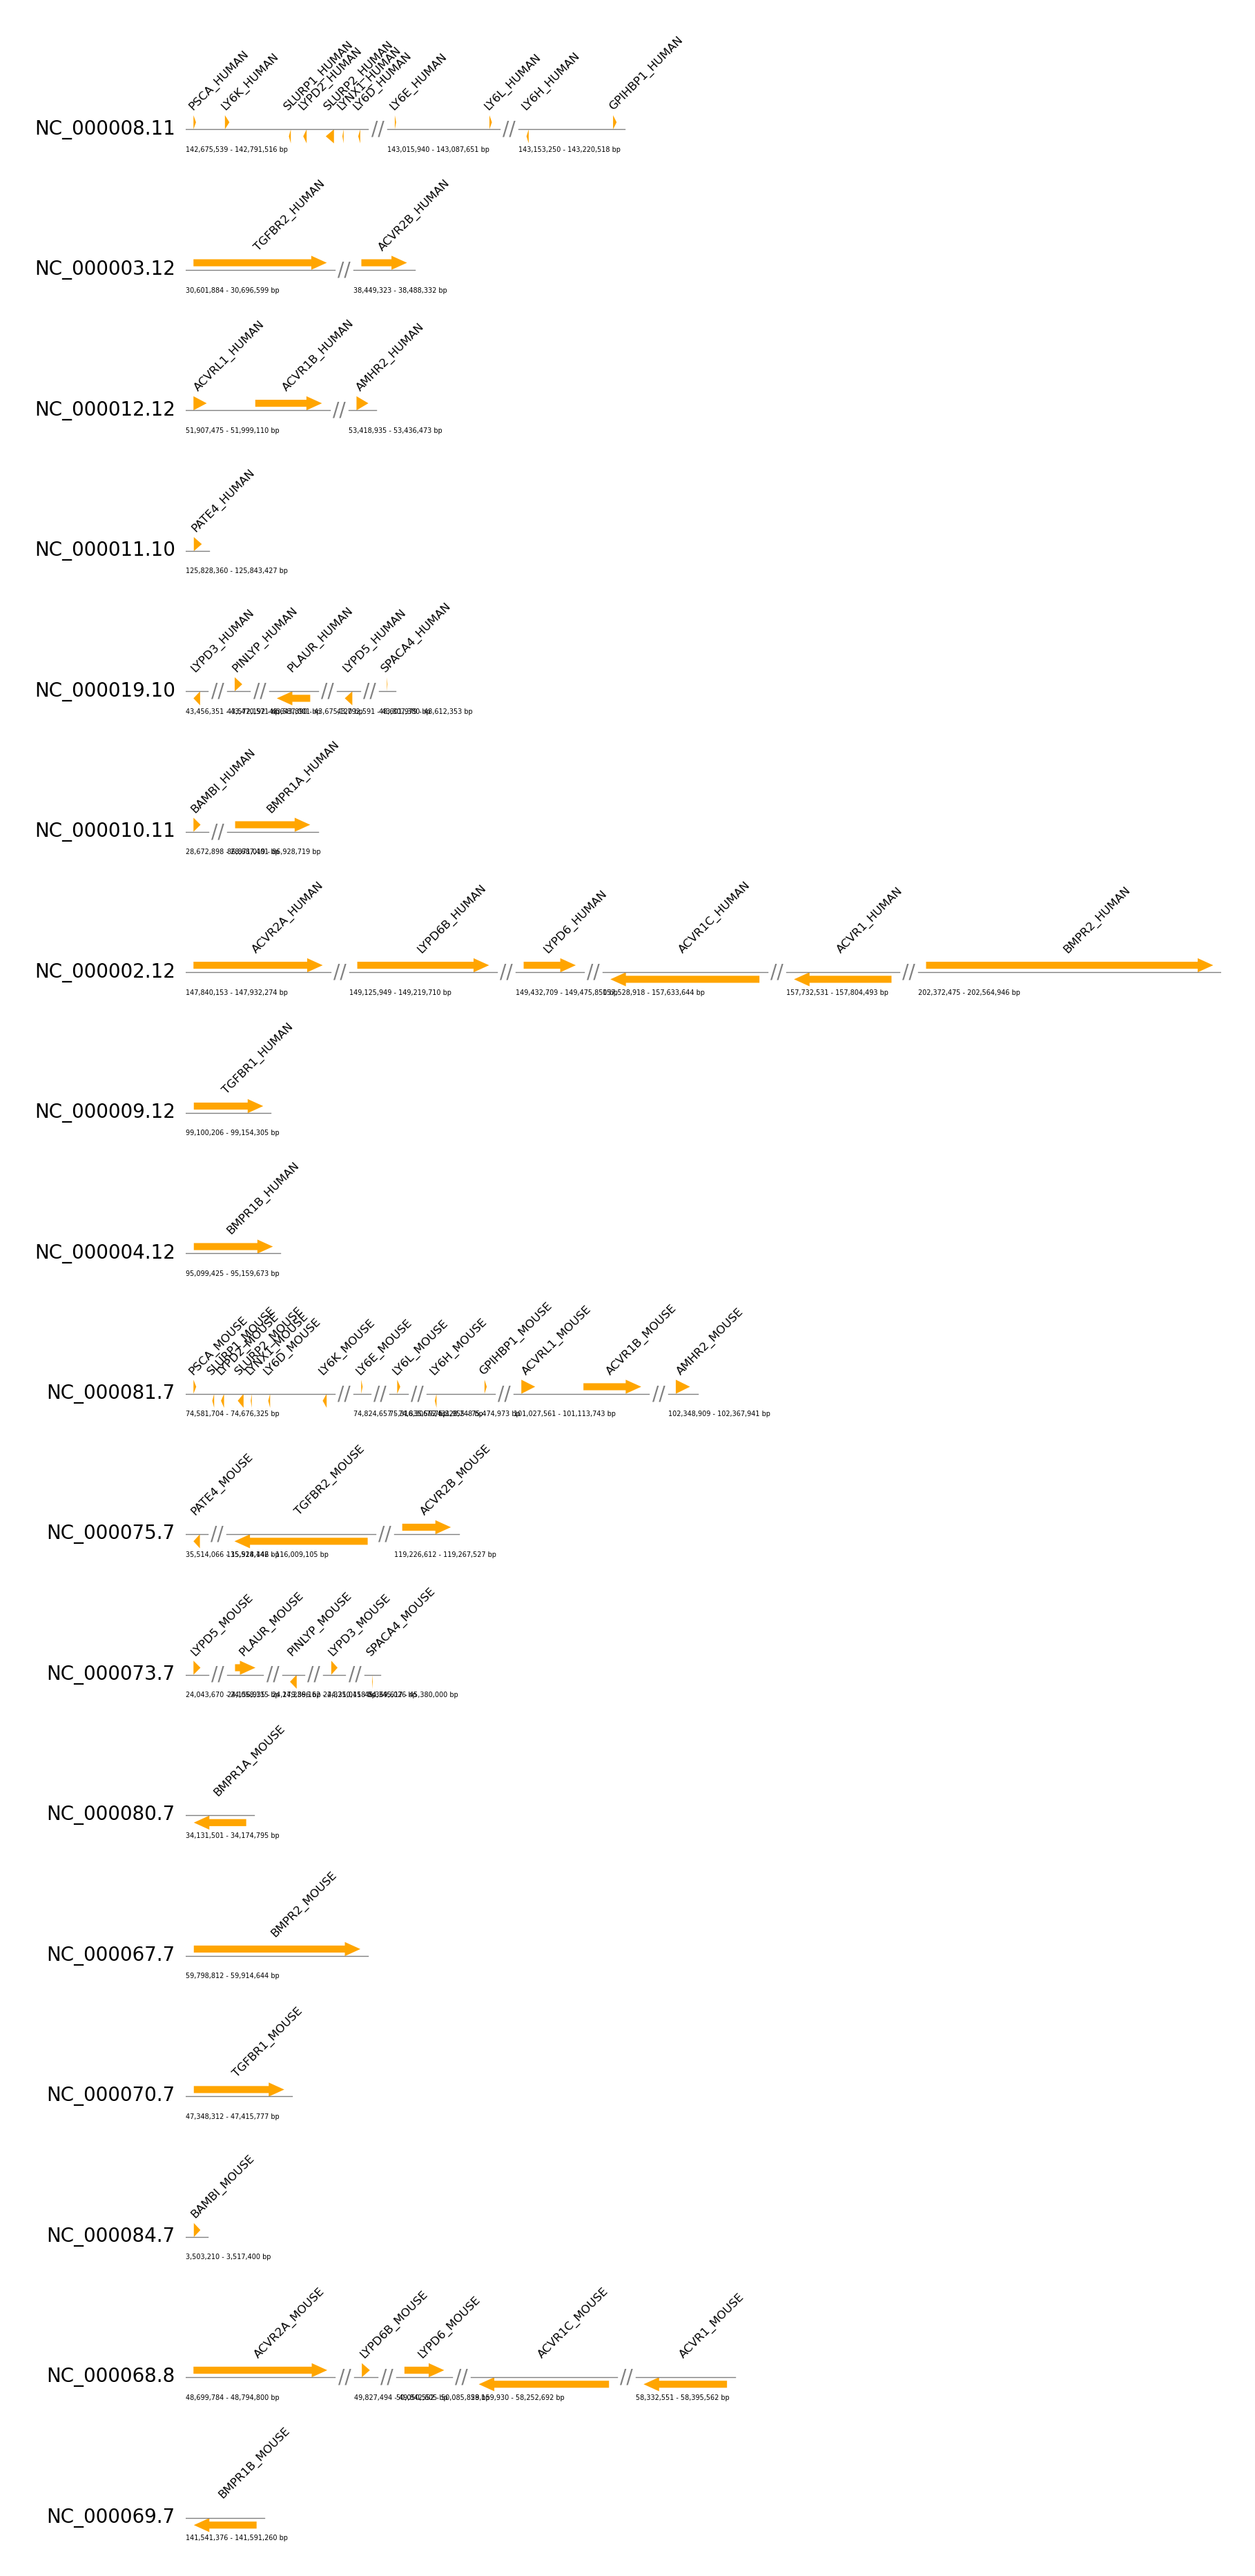 PSCA_HUMAN LY6K_HUMAN SLURP1_HUMAN LYPD2_HUMAN SLURP2_HUMAN LYNX1_HUMAN LY6D_HUMAN LY6E_HUMAN LY6L_HUMAN LY6H_HUMAN GPIHBP1_HUMAN
NC_000008.11
142,675,539 - 142,791,516 bp 143,015,940 - 143,087,651 bp 143,153,250 - 143,220,518 bp
TGFBR2_HUMAN ACVR2B_HUMAN
NC_000003.12
30,601,884 - 30,696,599 bp 38,449,323 - 38,488,332 bp
ACVRL1_HUMAN ACVR1B_HUMAN AMHR2_HUMAN
NC_000012.12
51,907,475 - 51,999,110 bp 53,418,935 - 53,436,473 bp
PATE4_HUMAN
NC_000011.10
125,828,360 - 125,843,427 bp
LYPD3_HUMAN PINLYP_HUMAN PLAUR_HUMAN LYPD5_HUMAN SPACA4_HUMAN
NC_000019.10
43,456,351 - 48,612,353 bp
BAMBI_HUMAN BMPR1A_HUMAN
NC_000010.11
28,672,898 - 86,928,719 bp
ACVR2A_HUMAN LYPD6B_HUMAN LYPD6_HUMAN ACVR1C_HUMAN ACVR1_HUMAN BMPR2_HUMAN
NC_000002.12
147,840,153 - 147,932,274 bp 149,125,949 - 149,219,710 bp 149,432,709 - 157,633,644 bp 157,732,531 - 157,804,493 bp 202,372,475 - 202,564,946 bp
TGFBR1_HUMAN
NC_000009.12
99,100,206 - 99,154,305 bp
BMPR1B_HUMAN
NC_000004.12
95,099,425 - 95,159,673 bp
PSCA_MOUSE SLURP1_MOUSE LYPD2_MOUSE SLURP2_MOUSE LYNX1_MOUSE LY6D_MOUSE LY6K_MOUSE LY6E_MOUSE LY6L_MOUSE LY6H_MOUSE GPIHBP1_MOUSE ACVRL1_MOUSE ACVR1B_MOUSE AMHR2_MOUSE
NC_000081.7
74,581,704 - 74,676,325 bp 74,824,657 - 75,474,973 bp 101,027,561 - 101,113,743 bp 102,348,909 - 102,367,941 bp
PATE4_MOUSE TGFBR2_MOUSE ACVR2B_MOUSE
NC_000075.7
35,514,066 - 116,009,105 bp 119,226,612 - 119,267,527 bp
LYPD5_MOUSE PLAUR_MOUSE PINLYP_MOUSE LYPD3_MOUSE SPACA4_MOUSE
NC_000073.7
24,043,670 - 45,380,000 bp
BMPR1A_MOUSE
NC_000080.7
34,131,501 - 34,174,795 bp
BMPR2_MOUSE
NC_000067.7
59,798,812 - 59,914,644 bp
TGFBR1_MOUSE
NC_000070.7
47,348,312 - 47,415,777 bp
BAMBI_MOUSE
NC_000084.7
3,503,210 - 3,517,400 bp
ACVR2A_MOUSE LYPD6B_MOUSE LYPD6_MOUSE ACVR1C_MOUSE ACVR1_MOUSE
NC_000068.8
48,699,784 - 48,794,800 bp 49,827,494 - 58,252,692 bp 58,332,551 - 58,395,562 bp
BMPR1B_MOUSE
NC_000069.7
141,541,376 - 141,591,260 bp